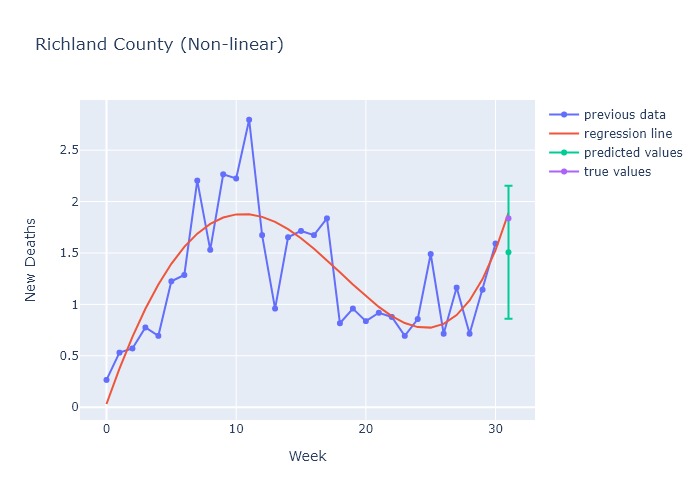 Richland County (Non-linear)
previous data
regression line
predicted values
true values
New Deaths
2.5
2
1.5
1
0.5
0
0
10
20
30
Week